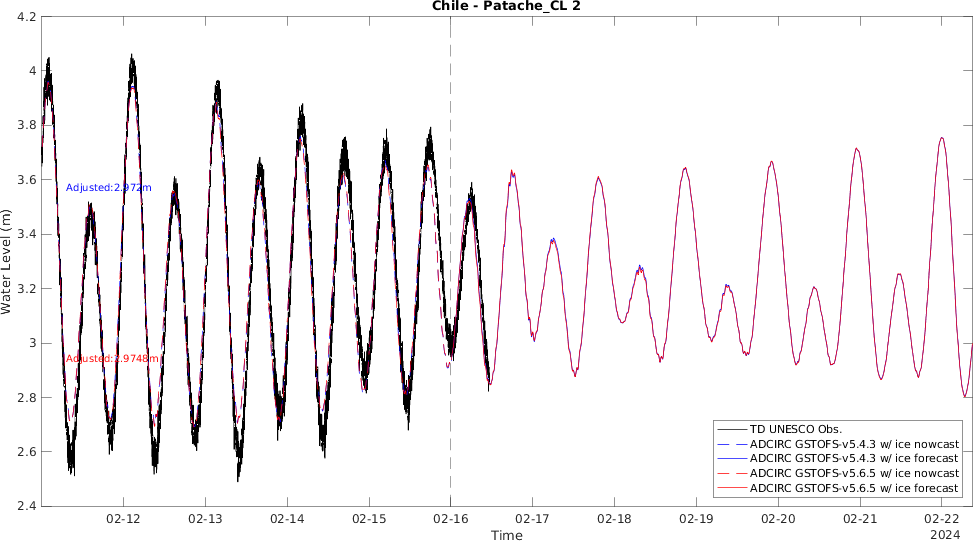 Chile - Patache_CL 2
4.2
4
3.8
3.6
3.4
3.2
3
2.8
2.6
2.4
Water Level (m)
Adjusted:2.972m
Adjusted:2.9748m
TD UNESCO Obs.
ADCIRC GSTOFS-v5.4.3 w/ ice nowcast
ADCIRC GSTOFS-v5.4.3 w/ ice forecast
ADCIRC GSTOFS-v5.6.5 w/ ice nowcast
ADCIRC GSTOFS-v5.6.5 w/ ice forecast
02-12 02-13 02-14 02-15 02-16 02-17 02-18 02-19 02-20 02-21 02-22
Time
2024